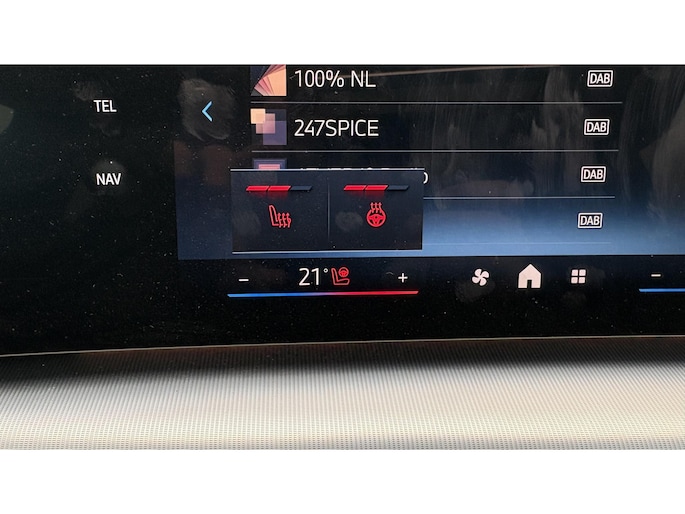 TEL
NAV
100% NL DAB
247SPICE DAB
DAB
DAB
− 21° +
−